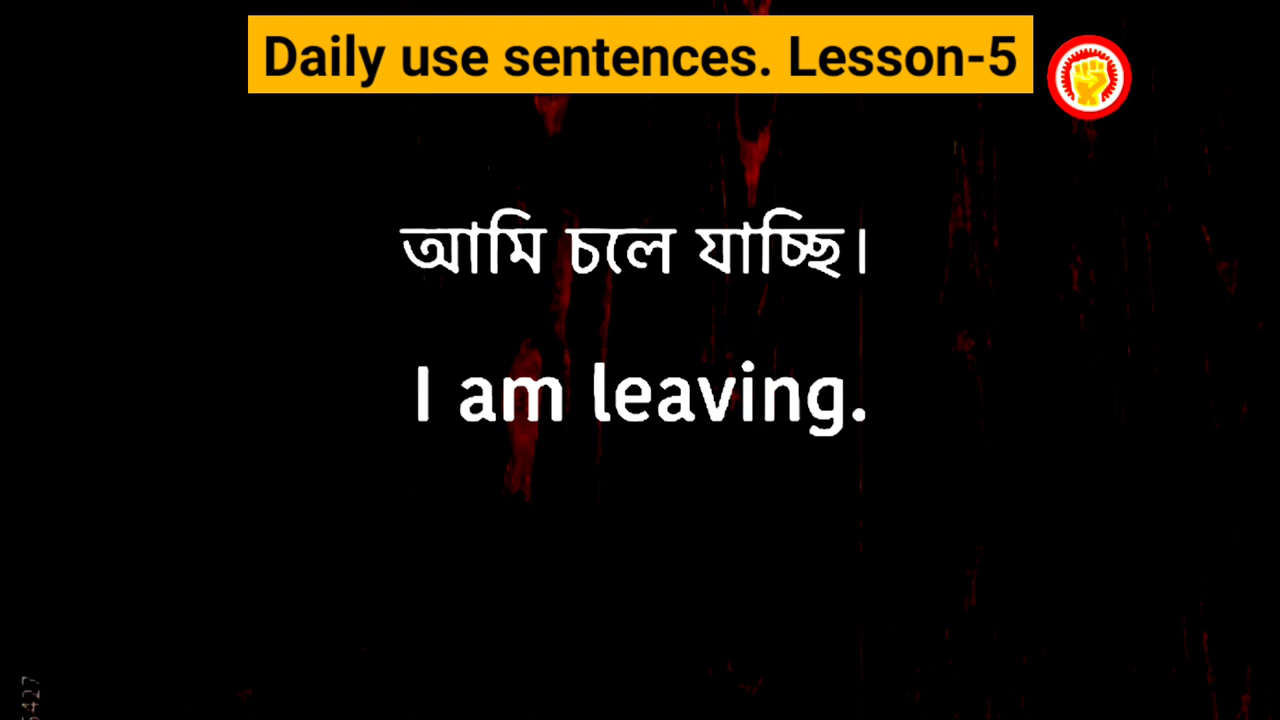 Daily use sentences. Lesson-5
আমি চলে যাচ্ছি।
I am leaving.